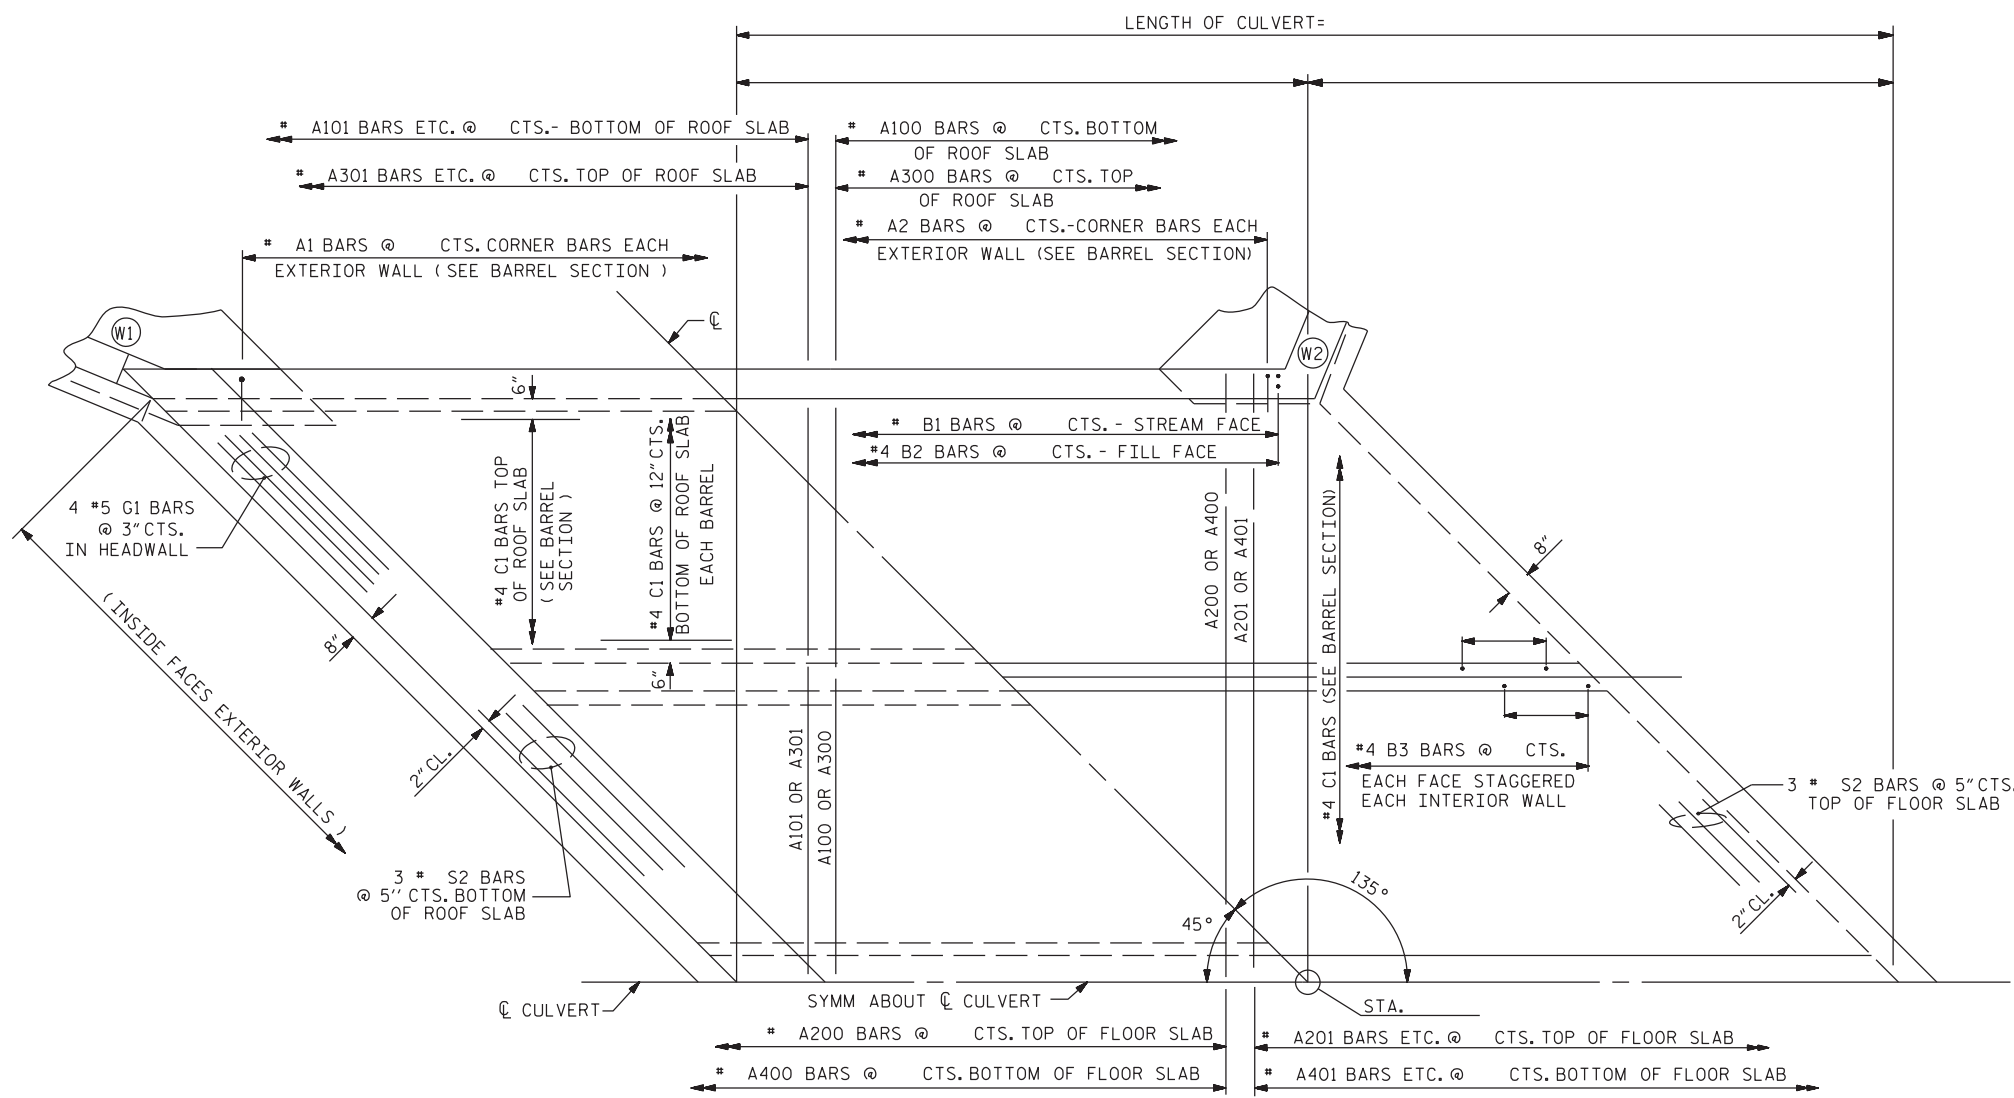 LENGTH OF CULVERT=
# A101 BARS ETC. @ CTS.- BOTTOM OF ROOF SLAB
# A100 BARS @ CTS. BOTTOM
OF ROOF SLAB
# A301 BARS ETC. @ CTS. TOP OF ROOF SLAB
# A300 BARS @ CTS. TOP
OF ROOF SLAB
# A2 BARS @ CTS.-CORNER BARS EACH
EXTERIOR WALL (SEE BARREL SECTION)
# A1 BARS @ CTS. CORNER BARS EACH
EXTERIOR WALL ( SEE BARREL SECTION )
W1
℄
W2
6"
# B1 BARS @ CTS. - STREAM FACE
#4 B2 BARS @ CTS. - FILL FACE
4 #5 G1 BARS
@ 3" CTS.
IN HEADWALL
#4 C1 BARS TOP
OF ROOF SLAB
( SEE BARREL
SECTION )
#4 C1 BARS @ 12" CTS.
BOTTOM OF ROOF SLAB
EACH BARREL
A200 OR A400
A201 OR A401
#4 C1 BARS (SEE BARREL SECTION)
8"
( INSIDE FACES EXTERIOR WALLS )
8"
6"
2" CL.
A101 OR A301
A100 OR A300
#4 B3 BARS @ CTS.
EACH FACE STAGGERED
EACH INTERIOR WALL
3 # S2 BARS @ 5" CTS.
TOP OF FLOOR SLAB
3 # S2 BARS
@ 5'' CTS. BOTTOM
OF ROOF SLAB
135°
45°
2" CL.
℄ CULVERT
SYMM ABOUT ℄ CULVERT
STA.
# A200 BARS @ CTS. TOP OF FLOOR SLAB
# A201 BARS ETC. @ CTS. TOP OF FLOOR SLAB
# A400 BARS @ CTS. BOTTOM OF FLOOR SLAB
# A401 BARS ETC. @ CTS. BOTTOM OF FLOOR SLAB